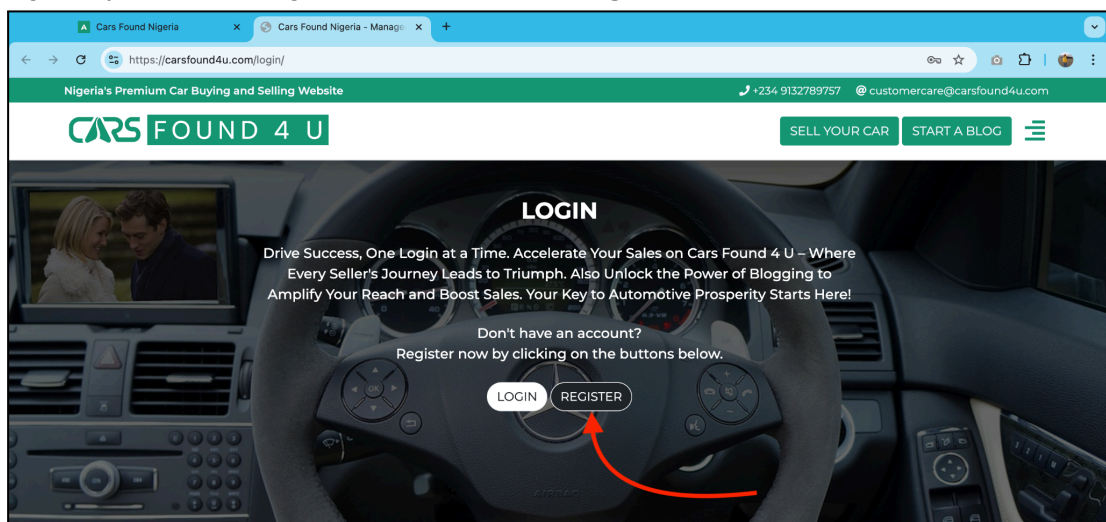 Cars Found Nigeria
Cars Found Nigeria - Manage
https://carsfound4u.com/login/
Nigeria's Premium Car Buying and Selling Website
+234 9132789757
@ customercare@carsfound4u.com
CARS FOUND 4 U
SELL YOUR CAR
START A BLOG
LOGIN
Drive Success, One Login at a Time. Accelerate Your Sales on Cars Found 4 U – Where
Every Seller's Journey Leads to Triumph. Also Unlock the Power of Blogging to
Amplify Your Reach and Boost Sales. Your Key to Automotive Prosperity Starts Here!
Don't have an account?
Register now by clicking on the buttons below.
LOGIN
REGISTER
OK
AIRBAG